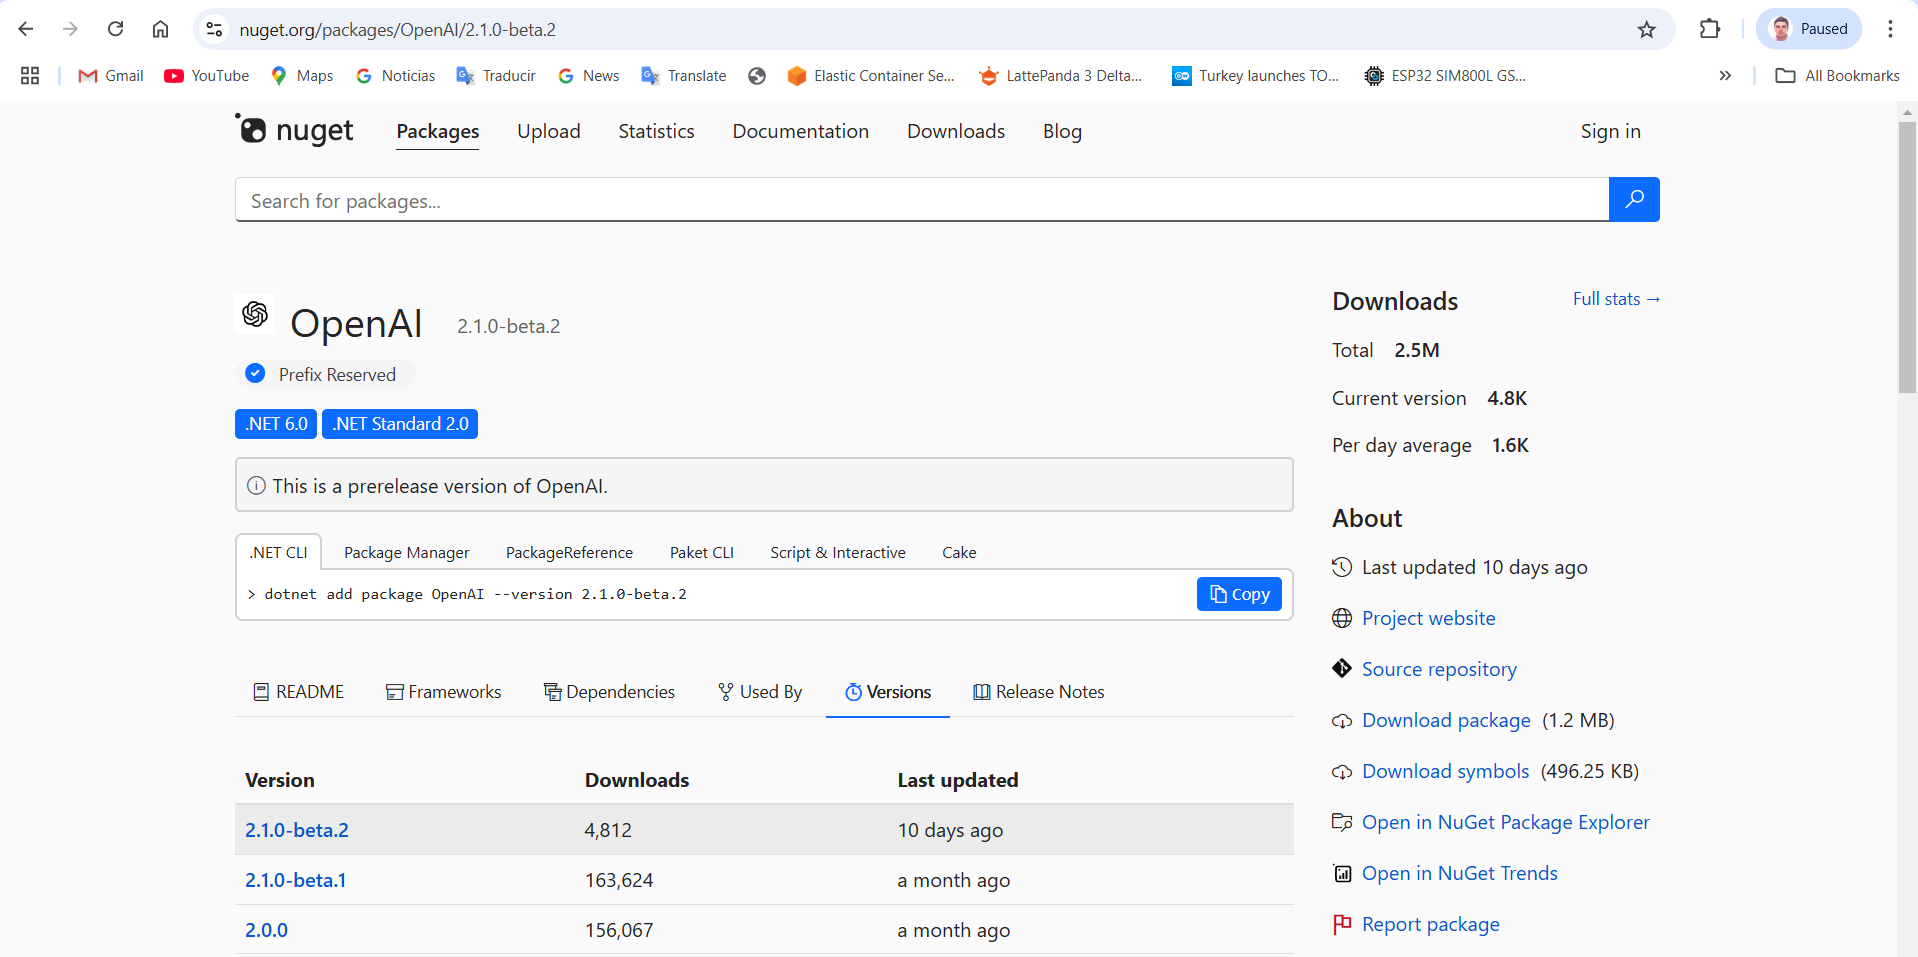 nuget.org/packages/OpenAI/2.1.0-beta.2
Paused
Gmail
YouTube
Maps
Noticias
Traducir
News
Translate
Elastic Container Se...
LattePanda 3 Delta...
Turkey launches TO...
ESP32 SIM800L GS...
All Bookmarks
nuget
Packages
Upload
Statistics
Documentation
Downloads
Blog
Sign in
Search for packages...
OpenAI 2.1.0-beta.2
Prefix Reserved
.NET 6.0
.NET Standard 2.0
This is a prerelease version of OpenAI.
.NET CLI
Package Manager
PackageReference
Paket CLI
Script & Interactive
Cake
> dotnet add package OpenAI --version 2.1.0-beta.2
Copy
README
Frameworks
Dependencies
Used By
Versions
Release Notes
Version Downloads Last updated
2.1.0-beta.2 4,812 10 days ago
2.1.0-beta.1 163,624 a month ago
2.0.0 156,067 a month ago
Downloads
Full stats →
Total 2.5M
Current version 4.8K
Per day average 1.6K
About
Last updated 10 days ago
Project website
Source repository
Download package (1.2 MB)
Download symbols (496.25 KB)
Open in NuGet Package Explorer
Open in NuGet Trends
Report package